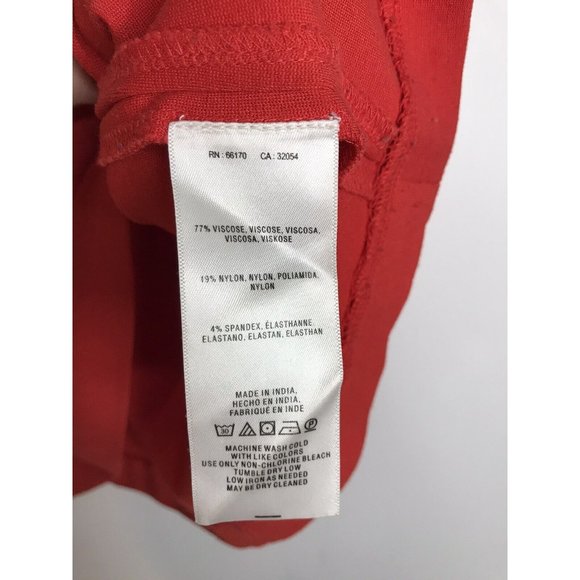 RN : 66170 CA : 32054
77% VISCOSE, VISCOSE, VISCOSA,
VISCOSA, VISKOSE
19% NYLON, NYLON, POLIAMIDA,
NYLON
4% SPANDEX, ÉLASTHANNE,
ELASTANO, ELASTAN, ELASTHAN
MADE IN INDIA,
HECHO EN INDIA,
FABRIQUÉ EN INDE
30 P
MACHINE WASH COLD
WITH LIKE COLORS
USE ONLY NON-CHLORINE BLEACH
TUMBLE DRY LOW
LOW IRON AS NEEDED
MAY BE DRY CLEANED